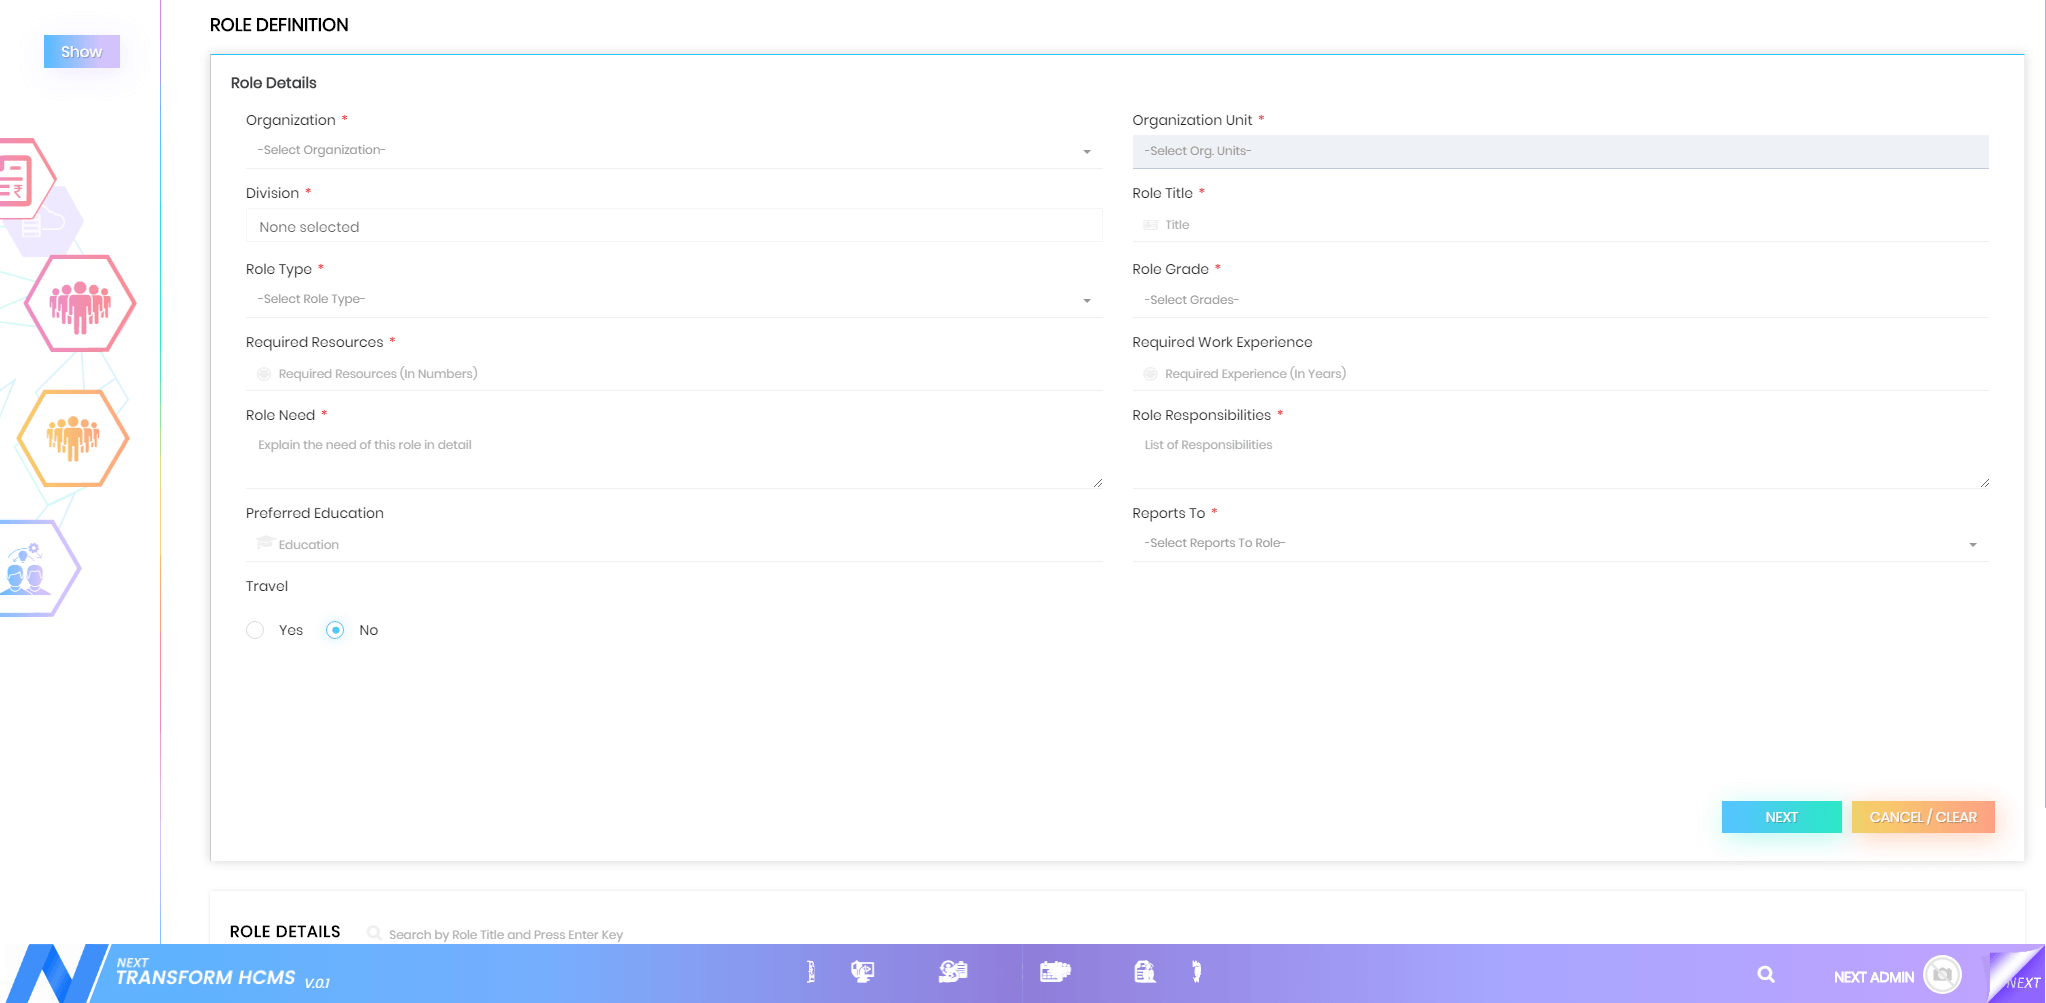 ROLE DEFINITION
Show
Role Details
Organization *
Organization Unit *
-Select Organization-
-Select Org. Units-
Division *
Role Title *
None selected
Title
Role Type *
Role Grade *
-Select Role Type-
-Select Grades-
Required Resources *
Required Work Experience
Required Resources (In Numbers)
Required Experience (In Years)
Role Need *
Role Responsibilities *
Explain the need of this role in detail
List of Responsibilities
Preferred Education
Reports To *
Education
-Select Reports To Role-
Travel
Yes
No
NEXT
CANCEL / CLEAR
ROLE DETAILS
Search by Role Title and Press Enter Key
NEXT
TRANSFORM HCMS V.0.1
NEXT ADMIN
NEXT